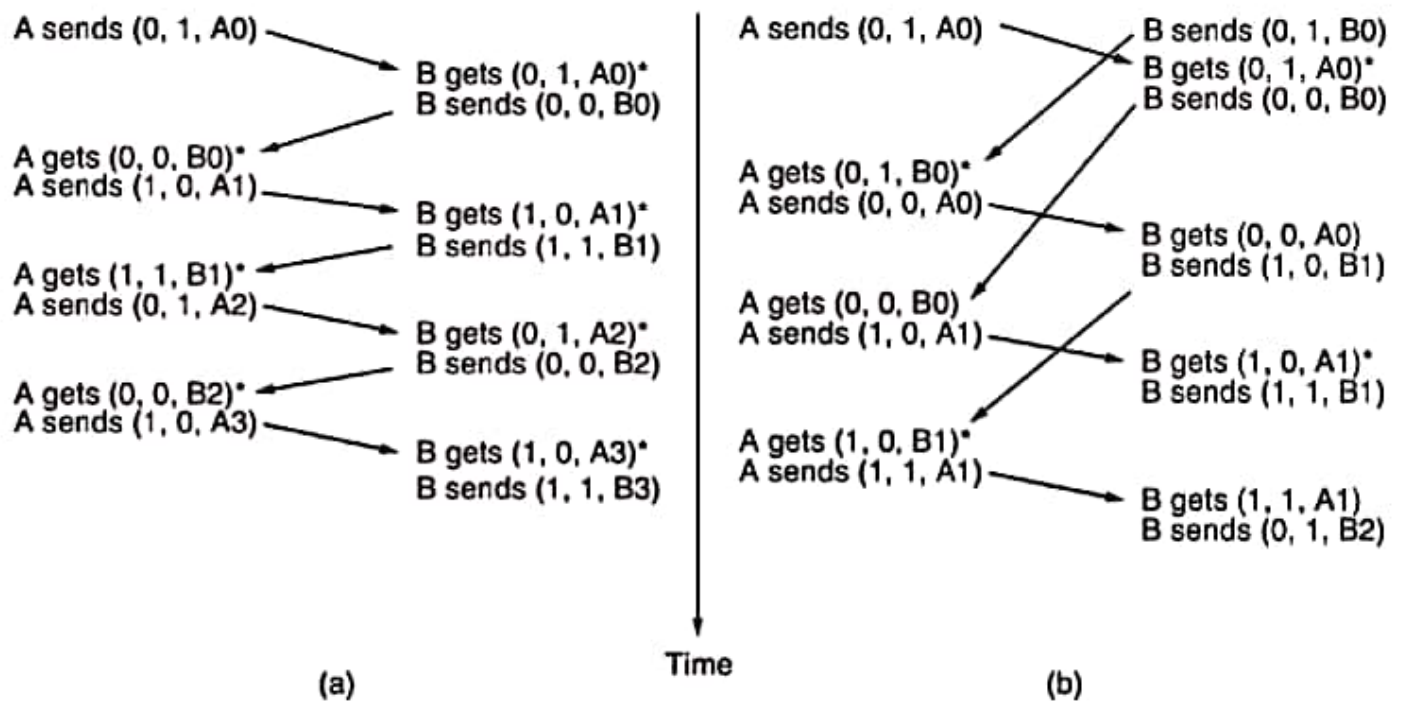 A sends (0, 1, A0)
B gets (0, 1, A0)*
B sends (0, 0, B0)
A gets (0, 0, B0)*
A sends (1, 0, A1)
B gets (1, 0, A1)*
B sends (1, 1, B1)
A gets (1, 1, B1)*
A sends (0, 1, A2)
B gets (0, 1, A2)*
B sends (0, 0, B2)
A gets (0, 0, B2)*
A sends (1, 0, A3)
B gets (1, 0, A3)*
B sends (1, 1, B3)
(a)
Time
A sends (0, 1, A0)
B sends (0, 1, B0)
B gets (0, 1, A0)*
B sends (0, 0, B0)
A gets (0, 1, B0)*
A sends (0, 0, A0)
B gets (0, 0, A0)
B sends (1, 0, B1)
A gets (0, 0, B0)
A sends (1, 0, A1)
B gets (1, 0, A1)*
B sends (1, 1, B1)
A gets (1, 0, B1)*
A sends (1, 1, A1)
B gets (1, 1, A1)
B sends (0, 1, B2)
(b)